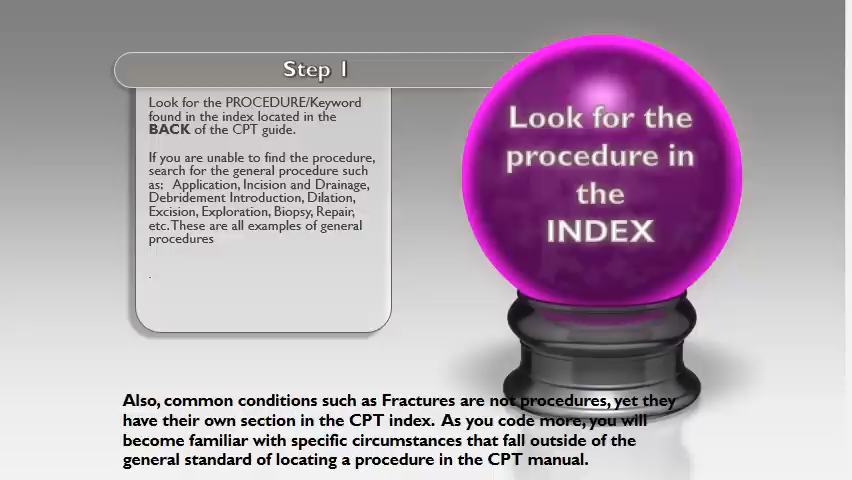 Step 1
Look for the PROCEDURE/Keyword
found in the index located in the
BACK of the CPT guide.
If you are unable to find the procedure,
search for the general procedure such
as:  Application, Incision and Drainage,
Debridement Introduction, Dilation,
Excision, Exploration, Biopsy, Repair,
etc. These are all examples of general
procedures
.
Look for the
procedure in
the
INDEX
Also, common conditions such as Fractures are not procedures, yet they
have their own section in the CPT index.  As you code more, you will
become familiar with specific circumstances that fall outside of the
general standard of locating a procedure in the CPT manual.